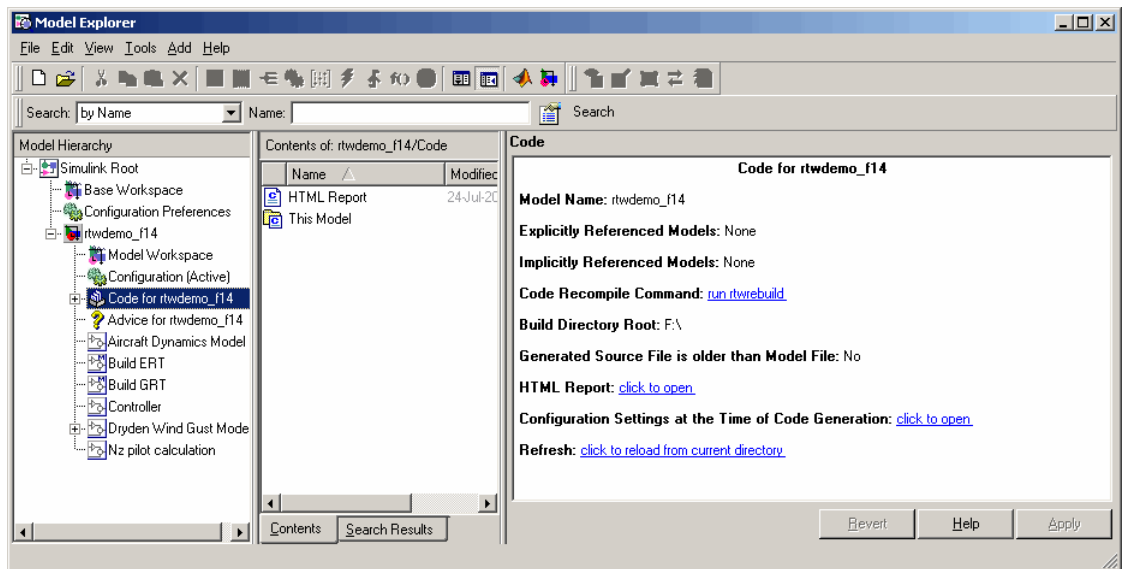 Model Explorer
File Edit View Tools Add Help
Search: by Name Name: Search
Model Hierarchy
Simulink Root
Base Workspace
Configuration Preferences
rtwdemo_f14
Model Workspace
Configuration (Active)
Code for rtwdemo_f14
Advice for rtwdemo_f14
Aircraft Dynamics Model
Build ERT
Build GRT
Controller
Dryden Wind Gust Mode
Nz pilot calculation
Contents of: rtwdemo_f14/Code
Name Modified
HTML Report 24-Jul-20
This Model
Contents Search Results
Code
Code for rtwdemo_f14
Model Name: rtwdemo_f14
Explicitly Referenced Models: None
Implicitly Referenced Models: None
Code Recompile Command: run rtwrebuild
Build Directory Root: F:\
Generated Source File is older than Model File: No
HTML Report: click to open
Configuration Settings at the Time of Code Generation: click to open
Refresh: click to reload from current directory
Revert Help Apply